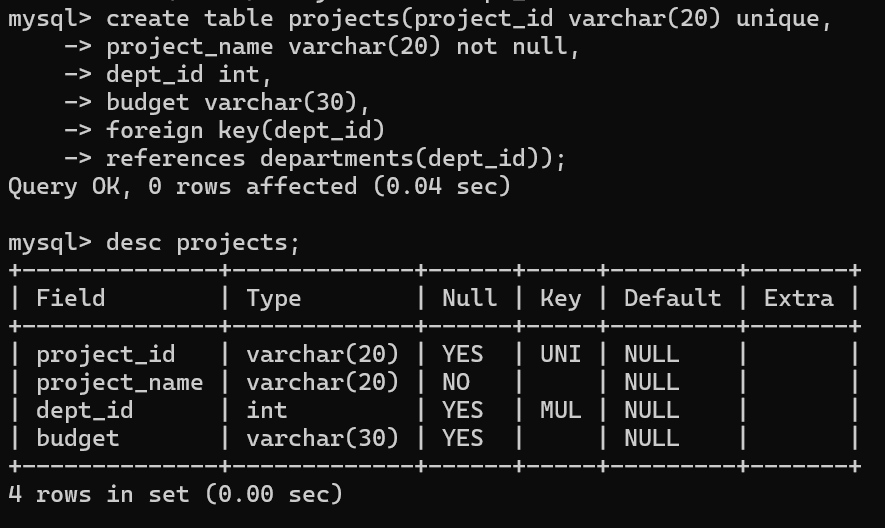 mysql> create table projects(project_id varchar(20) unique,
    -> project_name varchar(20) not null,
    -> dept_id int,
    -> budget varchar(30),
    -> foreign key(dept_id)
    -> references departments(dept_id));
Query OK, 0 rows affected (0.04 sec)

mysql> desc projects;
+--------------+-------------+------+-----+---------+-------+
| Field        | Type        | Null | Key | Default | Extra |
+--------------+-------------+------+-----+---------+-------+
| project_id   | varchar(20) | YES  | UNI | NULL    |       |
| project_name | varchar(20) | NO   |     | NULL    |       |
| dept_id      | int         | YES  | MUL | NULL    |       |
| budget       | varchar(30) | YES  |     | NULL    |       |
+--------------+-------------+------+-----+---------+-------+
4 rows in set (0.00 sec)